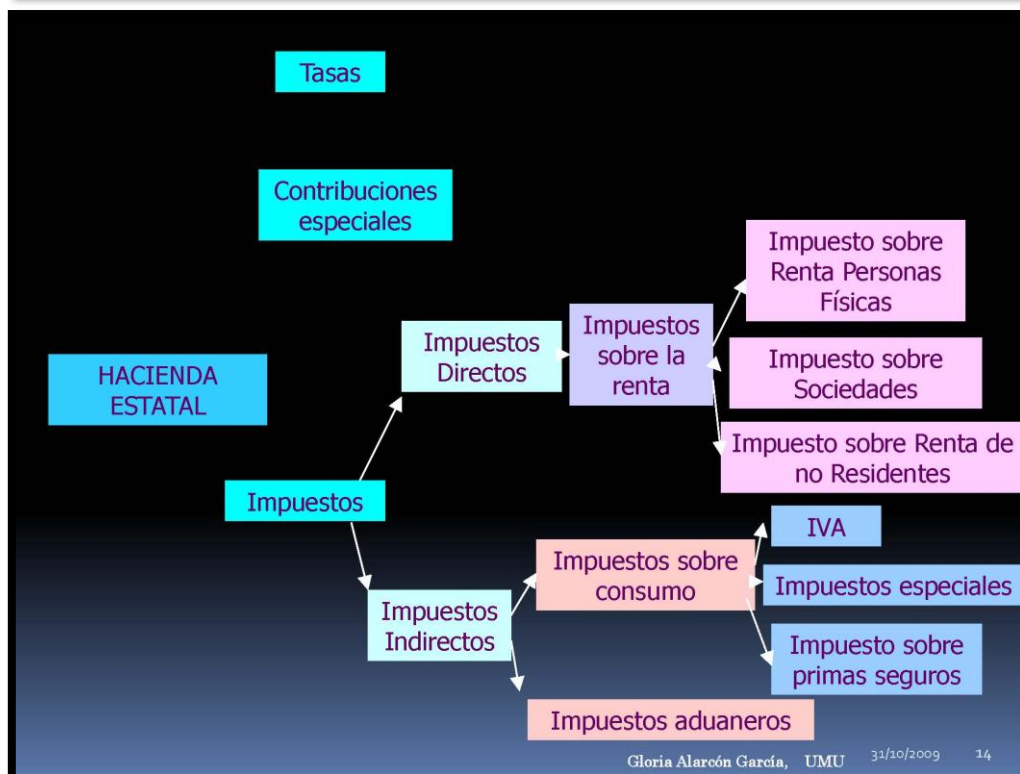 Tasas
Contribuciones
especiales
Impuesto sobre
Renta Personas
Físicas
Impuestos
Directos
Impuestos
sobre la
renta
HACIENDA
ESTATAL
Impuesto sobre
Sociedades
Impuesto sobre Renta de
no Residentes
Impuestos
IVA
Impuestos sobre
consumo
Impuestos especiales
Impuestos
Indirectos
Impuesto sobre
primas seguros
Impuestos aduaneros
Gloria Alarcón García, UMU 31/10/2009 14